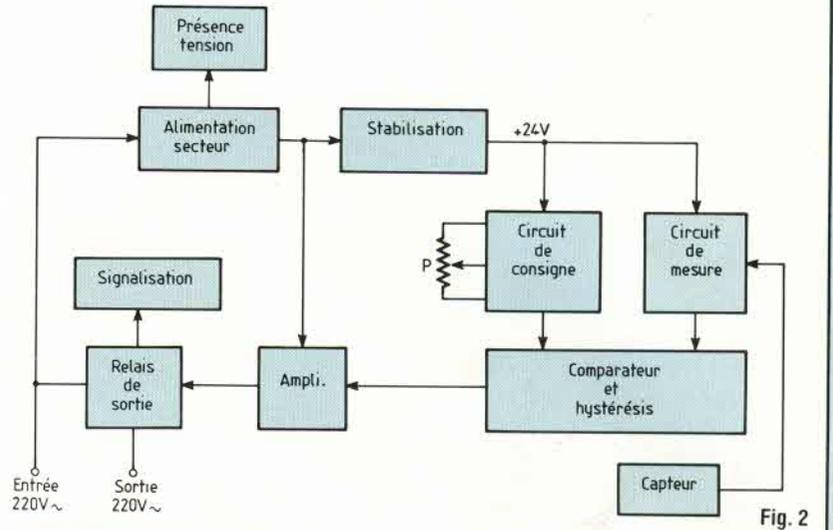 Présence
tension
Alimentation
secteur
Stabilisation
+24V
Circuit
de
consigne
Circuit
de
mesure
P
Signalisation
Relais
de
sortie
Ampli.
Comparateur
et
hystérésis
Entrée
220V~
Sortie
220V~
Capteur
Fig. 2